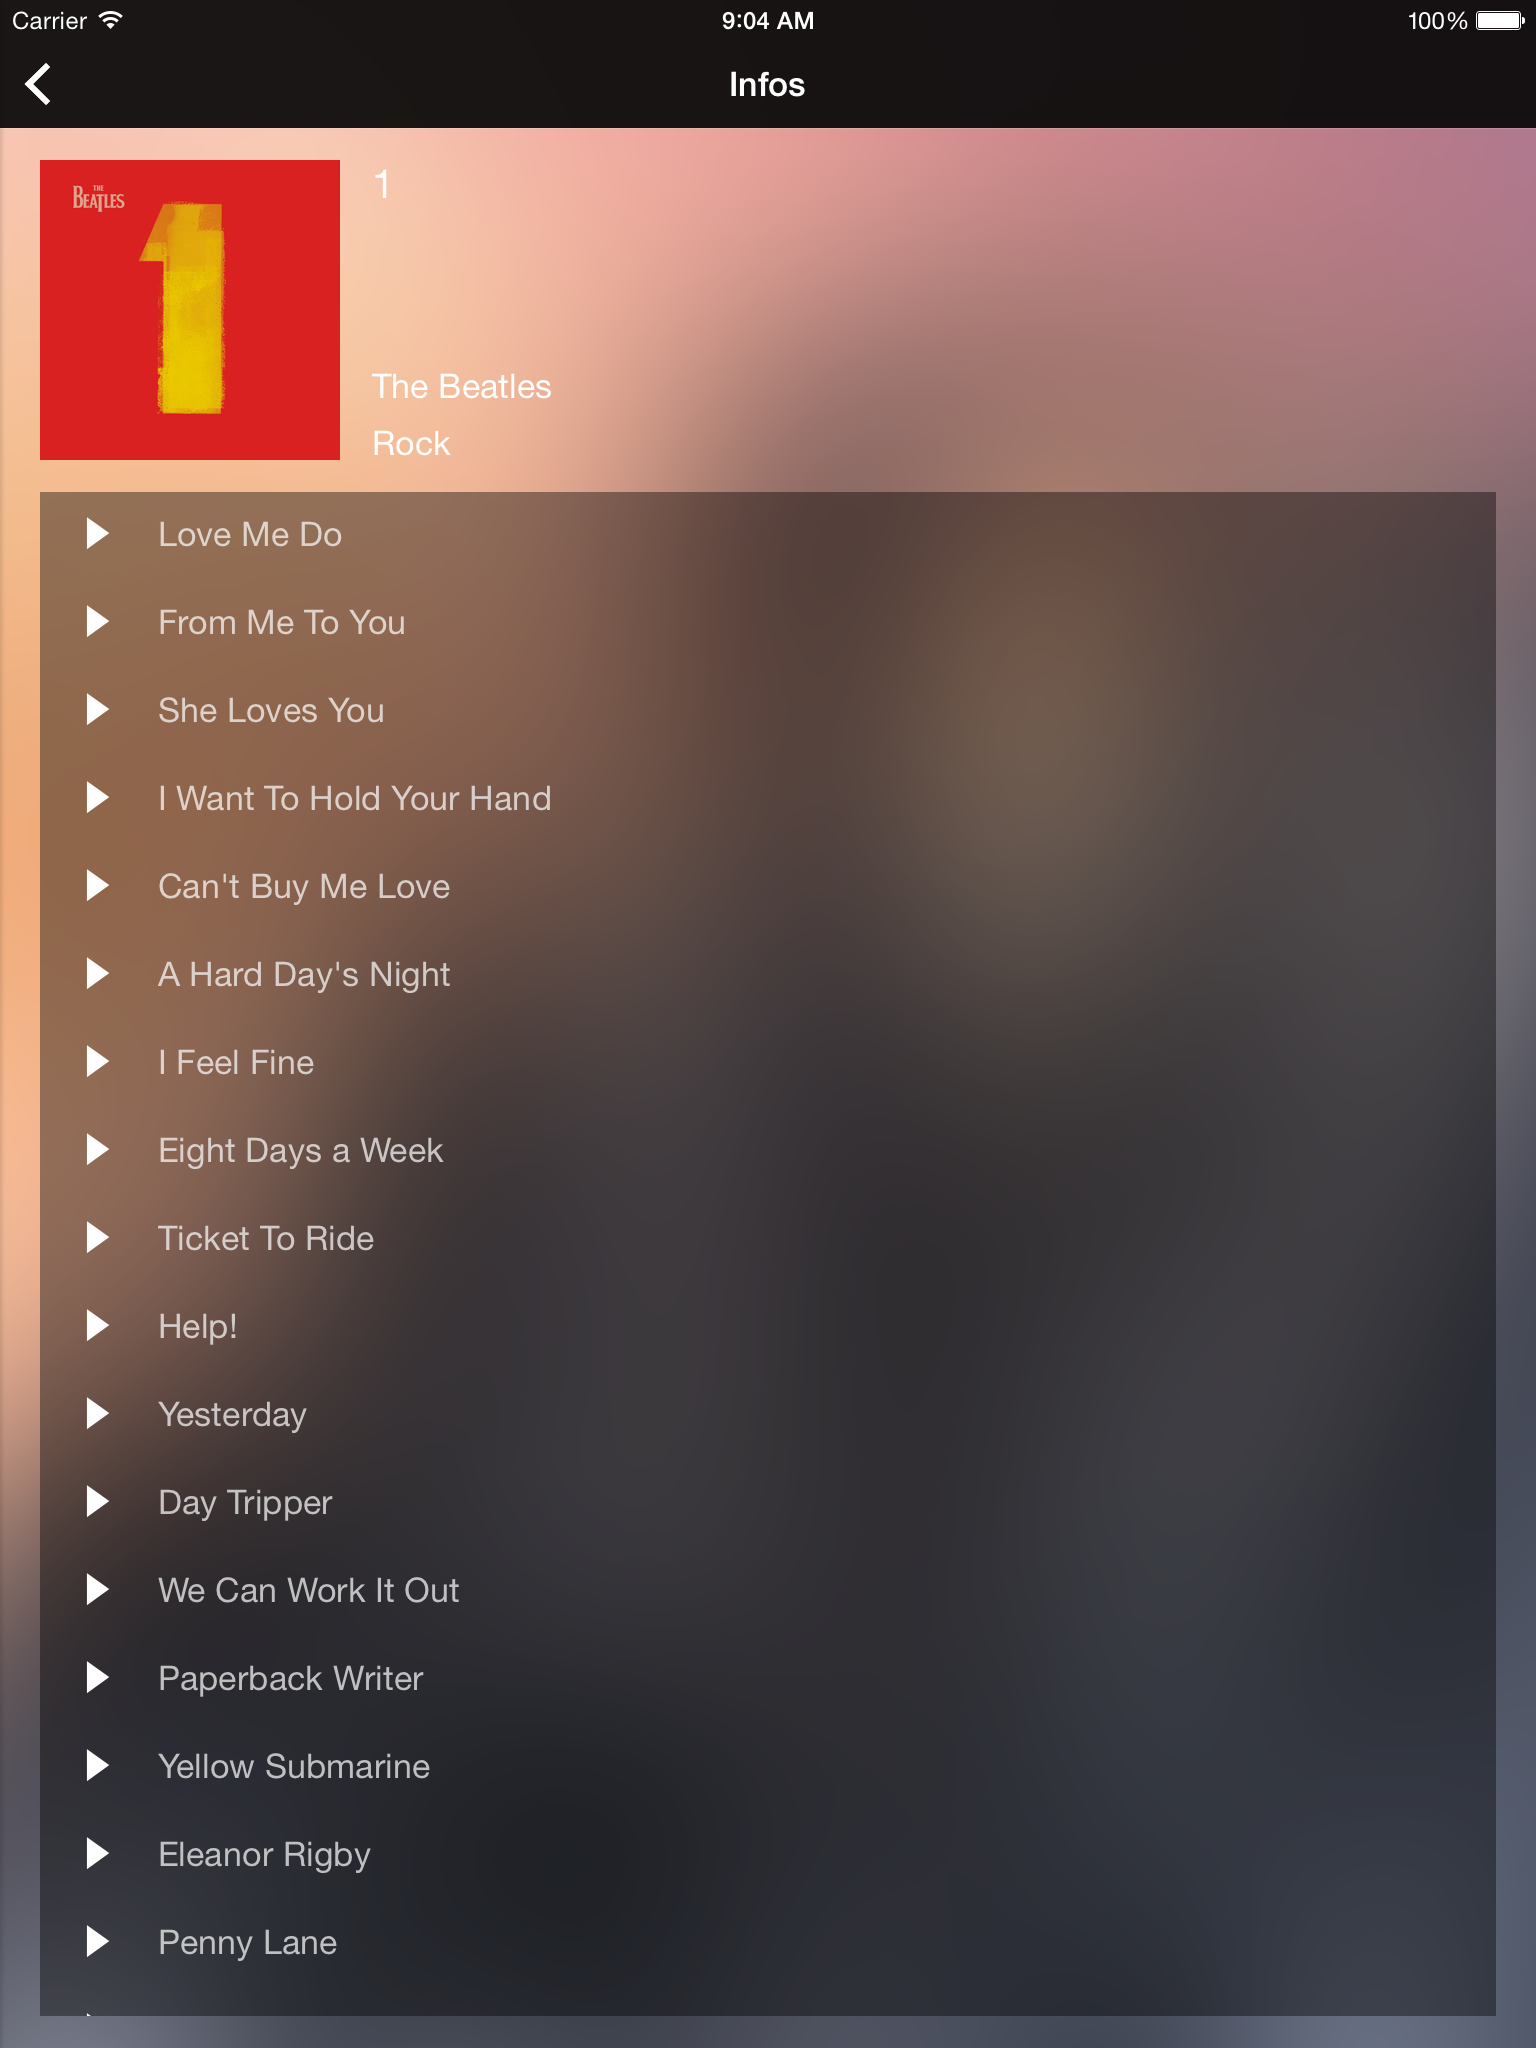 Carrier 9:04 AM 100%
Infos
THE
BEATLES
1
1
The Beatles
Rock
Love Me Do
From Me To You
She Loves You
I Want To Hold Your Hand
Can't Buy Me Love
A Hard Day's Night
I Feel Fine
Eight Days a Week
Ticket To Ride
Help!
Yesterday
Day Tripper
We Can Work It Out
Paperback Writer
Yellow Submarine
Eleanor Rigby
Penny Lane